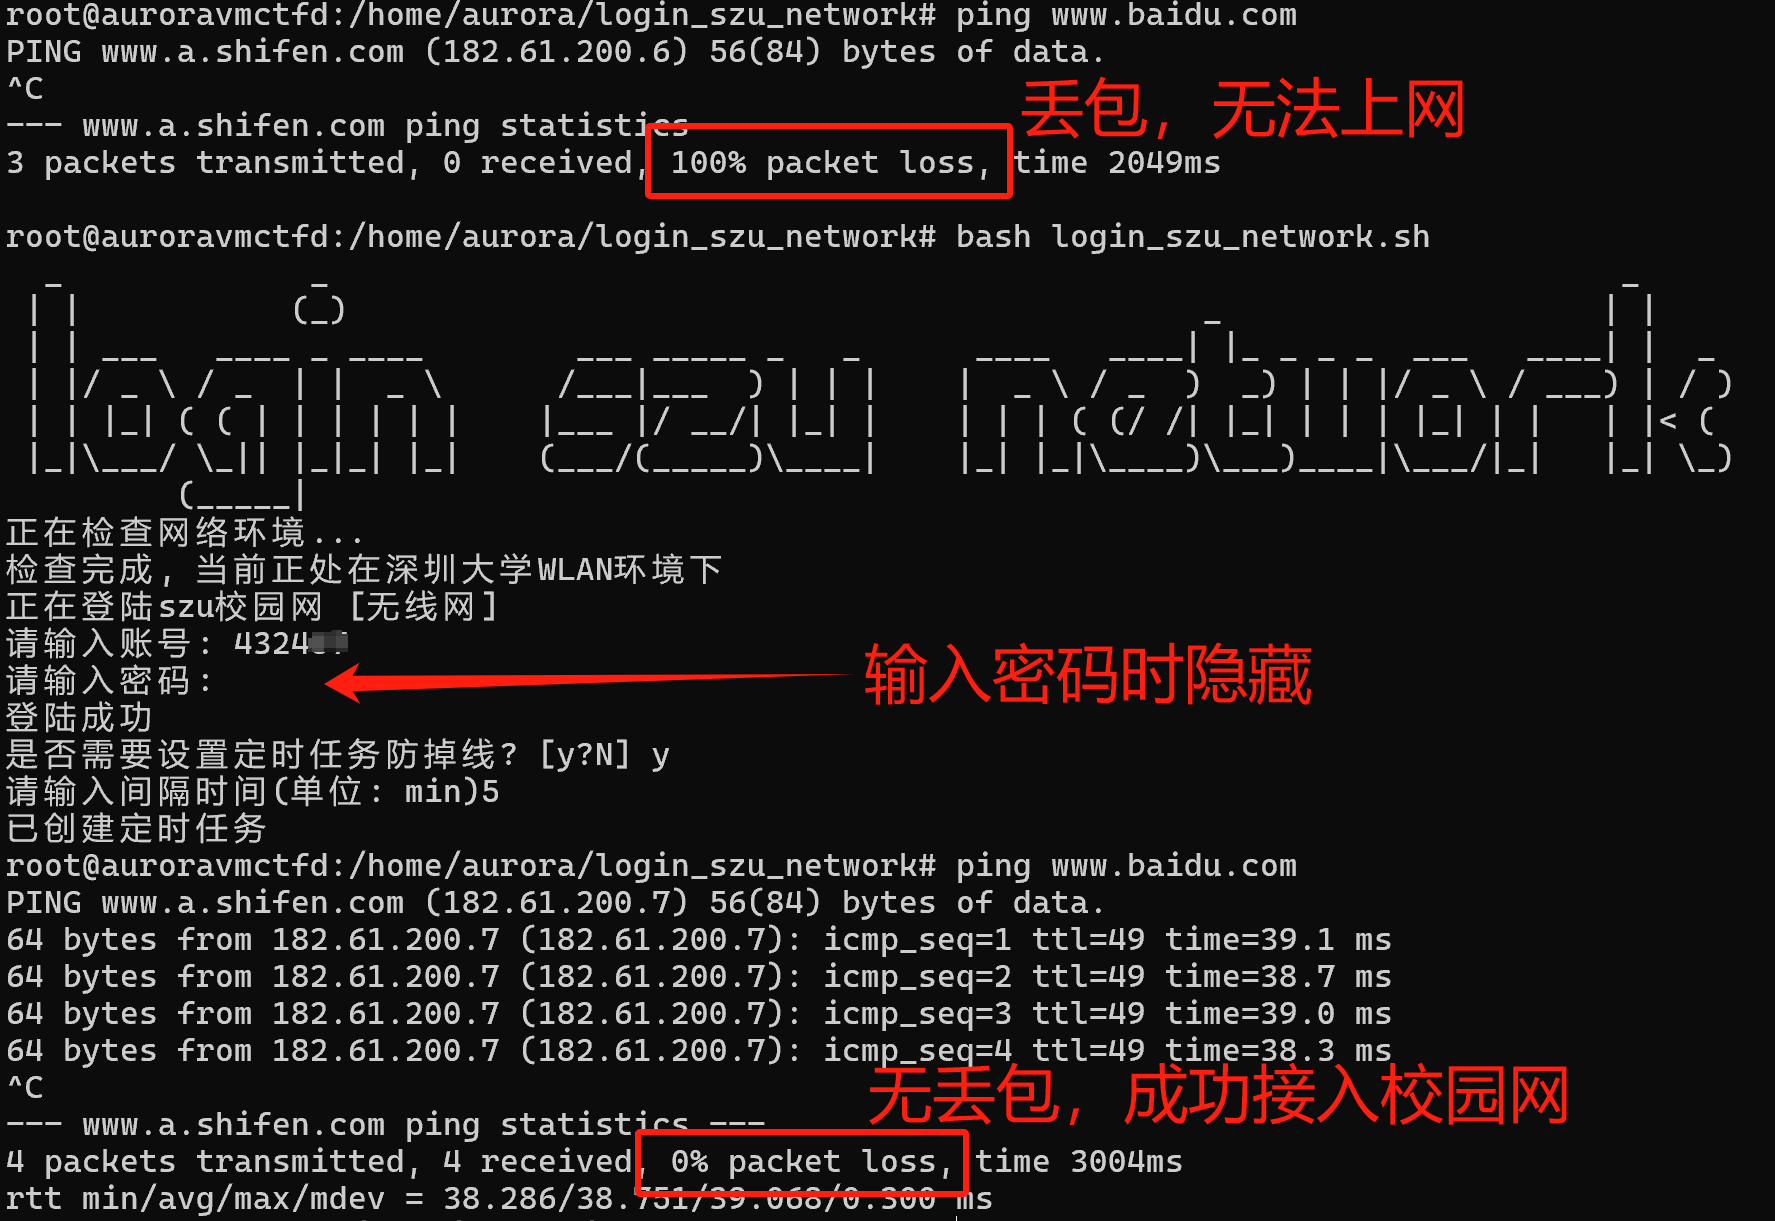 root@auroravmctfd:/home/aurora/login_szu_network# ping www.baidu.com
PING www.a.shifen.com (182.61.200.6) 56(84) bytes of data.
^C
丢包，无法上网
--- www.a.shifen.com ping statistics
3 packets transmitted, 0 received, 100% packet loss, time 2049ms
root@auroravmctfd:/home/aurora/login_szu_network# bash login_szu_network.sh
login szu network
正在检查网络环境...
检查完成，当前正处在深圳大学WLAN环境下
正在登陆szu校园网 [无线网]
请输入账号: 4324
请输入密码:
输入密码时隐藏
登陆成功
是否需要设置定时任务防掉线? [y?N] y
请输入间隔时间(单位: min)5
已创建定时任务
root@auroravmctfd:/home/aurora/login_szu_network# ping www.baidu.com
PING www.a.shifen.com (182.61.200.7) 56(84) bytes of data.
64 bytes from 182.61.200.7 (182.61.200.7): icmp_seq=1 ttl=49 time=39.1 ms
64 bytes from 182.61.200.7 (182.61.200.7): icmp_seq=2 ttl=49 time=38.7 ms
64 bytes from 182.61.200.7 (182.61.200.7): icmp_seq=3 ttl=49 time=39.0 ms
64 bytes from 182.61.200.7 (182.61.200.7): icmp_seq=4 ttl=49 time=38.3 ms
^C
无丢包，成功接入校园网
--- www.a.shifen.com ping statistics ---
4 packets transmitted, 4 received, 0% packet loss, time 3004ms
rtt min/avg/max/mdev = 38.286/38.751/39.068/0.300 ms